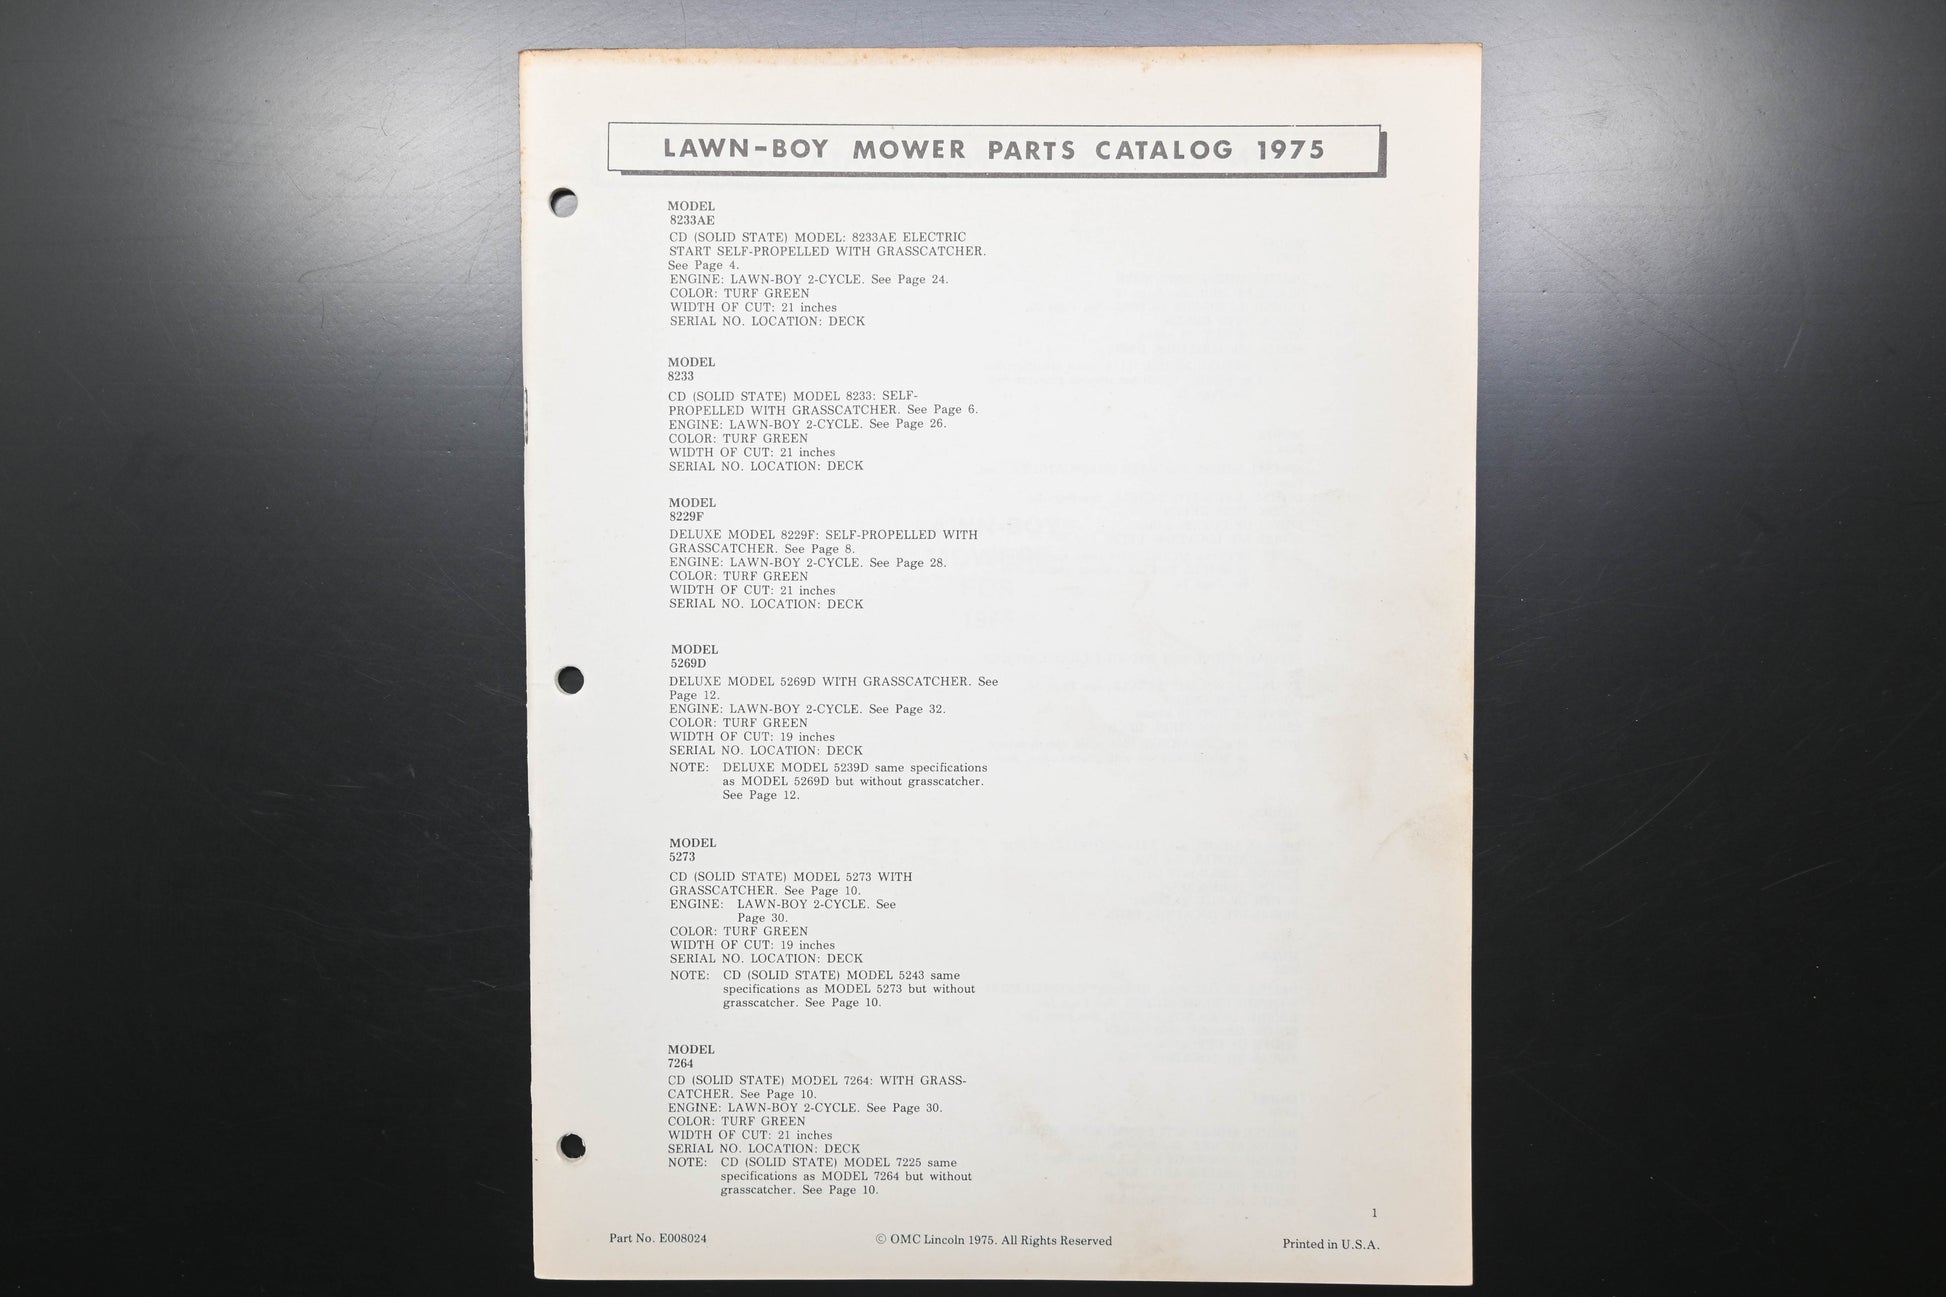 LAWN-BOY MOWER PARTS CATALOG 1975
MODEL
8233AE
CD (SOLID STATE) MODEL: 8233AE ELECTRIC
START SELF-PROPELLED WITH GRASSCATCHER.
See Page 4.
ENGINE: LAWN-BOY 2-CYCLE. See Page 24.
COLOR: TURF GREEN
WIDTH OF CUT: 21 inches
SERIAL NO. LOCATION: DECK
MODEL
8233
CD (SOLID STATE) MODEL 8233: SELF-
PROPELLED WITH GRASSCATCHER. See Page 6.
ENGINE: LAWN-BOY 2-CYCLE. See Page 26.
COLOR: TURF GREEN
WIDTH OF CUT: 21 inches
SERIAL NO. LOCATION: DECK
MODEL
8229F
DELUXE MODEL 8229F: SELF-PROPELLED WITH
GRASSCATCHER. See Page 8.
ENGINE: LAWN-BOY 2-CYCLE. See Page 28.
COLOR: TURF GREEN
WIDTH OF CUT: 21 inches
SERIAL NO. LOCATION: DECK
MODEL
5269D
DELUXE MODEL 5269D WITH GRASSCATCHER. See
Page 12.
ENGINE: LAWN-BOY 2-CYCLE. See Page 32.
COLOR: TURF GREEN
WIDTH OF CUT: 19 inches
SERIAL NO. LOCATION: DECK
NOTE: DELUXE MODEL 5239D same specifications
as MODEL 5269D but without grasscatcher.
See Page 12.
MODEL
5273
CD (SOLID STATE) MODEL 5273 WITH
GRASSCATCHER. See Page 10.
ENGINE: LAWN-BOY 2-CYCLE. See
Page 30.
COLOR: TURF GREEN
WIDTH OF CUT: 19 inches
SERIAL NO. LOCATION: DECK
NOTE: CD (SOLID STATE) MODEL 5243 same
specifications as MODEL 5273 but without
grasscatcher. See Page 10.
MODEL
7264
CD (SOLID STATE) MODEL 7264: WITH GRASS-
CATCHER. See Page 10.
ENGINE: LAWN-BOY 2-CYCLE. See Page 30.
COLOR: TURF GREEN
WIDTH OF CUT: 21 inches
SERIAL NO. LOCATION: DECK
NOTE: CD (SOLID STATE) MODEL 7225 same
specifications as MODEL 7264 but without
grasscatcher. See Page 10.
1
Part No. E008024 © OMC Lincoln 1975. All Rights Reserved Printed in U.S.A.